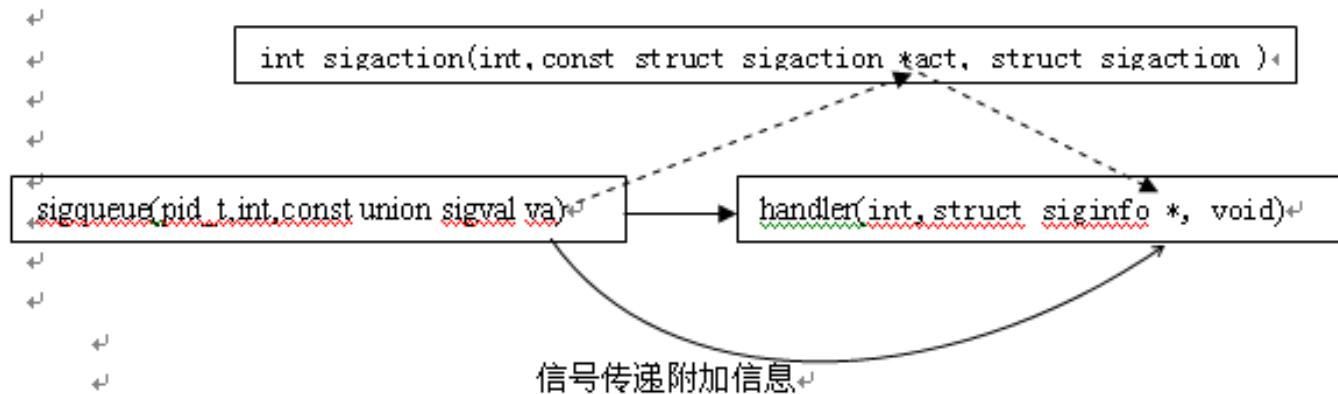 int sigaction(int,const struct sigaction *act, struct sigaction )
sigqueue(pid_t,int,const union sigval va)
handler(int,struct siginfo *, void)
信号传递附加信息